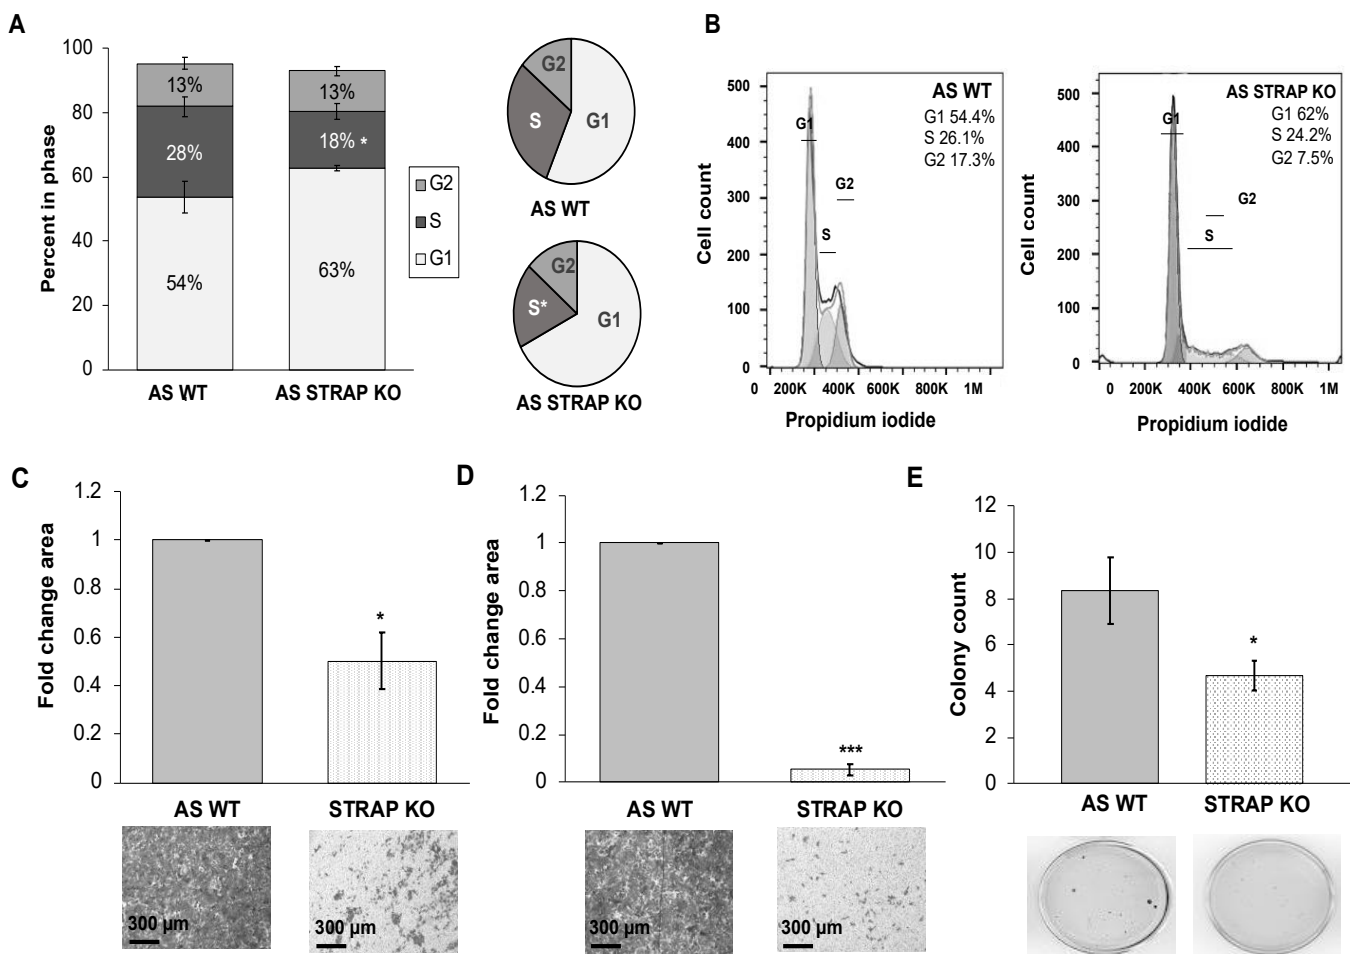 A
Percent in phase
100
80
60
40
20
0
13%
28%
54%
13%
18% *
63%
AS WT
AS STRAP KO
G2
S
G1
G2
S
G1
AS WT
G2
S*
G1
AS STRAP KO
B
Cell count
500
400
300
200
100
0
AS WT
G1 54.4%
S 26.1%
G2 17.3%
G1
G2
S
0 200K 400K 600K 800K 1M
Propidium iodide
Cell count
500
400
300
200
100
0
AS STRAP KO
G1 62%
S 24.2%
G2 7.5%
G1
G2
S
0 200K 400K 600K 800K 1M
Propidium iodide
C
Fold change area
1.2
1
0.8
0.6
0.4
0.2
0
*
AS WT
STRAP KO
300 µm
300 µm
D
Fold change area
1.2
1
0.8
0.6
0.4
0.2
0
***
AS WT
STRAP KO
300 µm
300 µm
E
Colony count
12
10
8
6
4
2
0
*
AS WT
STRAP KO